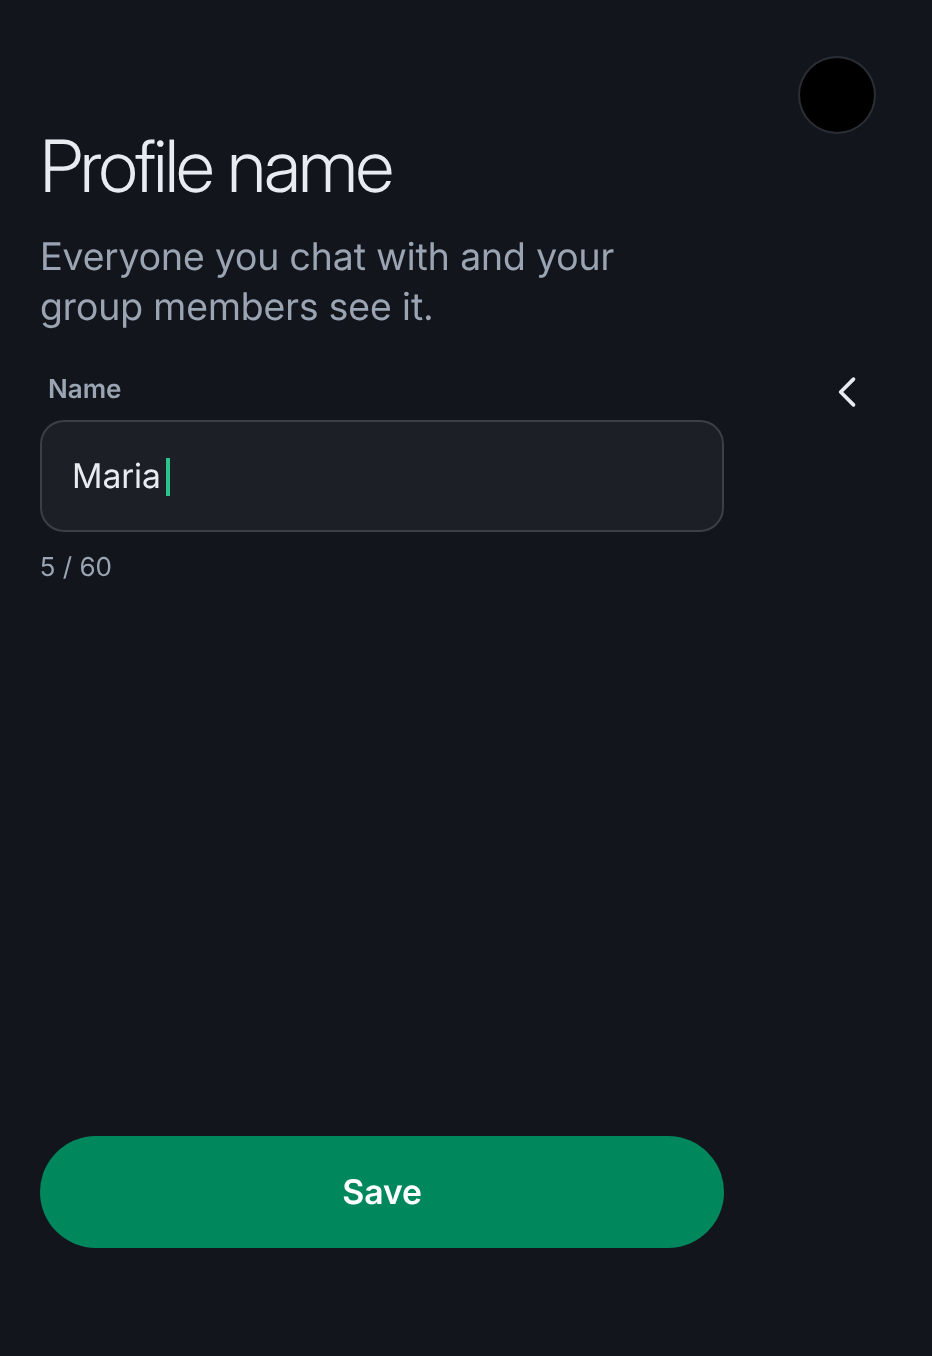 Profile name
Everyone you chat with and your
group members see it.
Name
Maria
5 / 60
Save